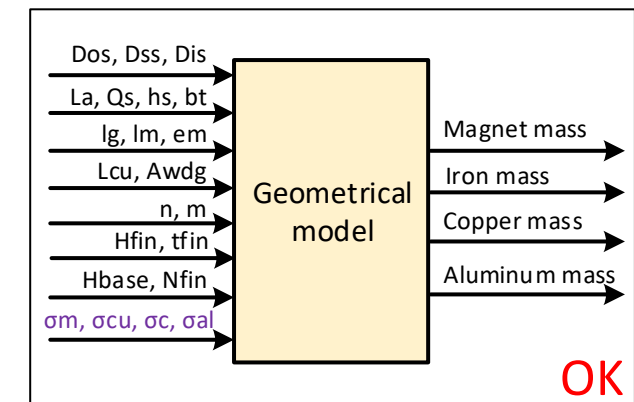 Dos, Dss, Dis
La, Qs, hs, bt
lg, lm, em
Lcu, Awdg
n, m
Hfin, tfin
Hbase, Nfin
σm, σcu, σc, σal
Geometrical
model
Magnet mass
Iron mass
Copper mass
Aluminum mass
OK